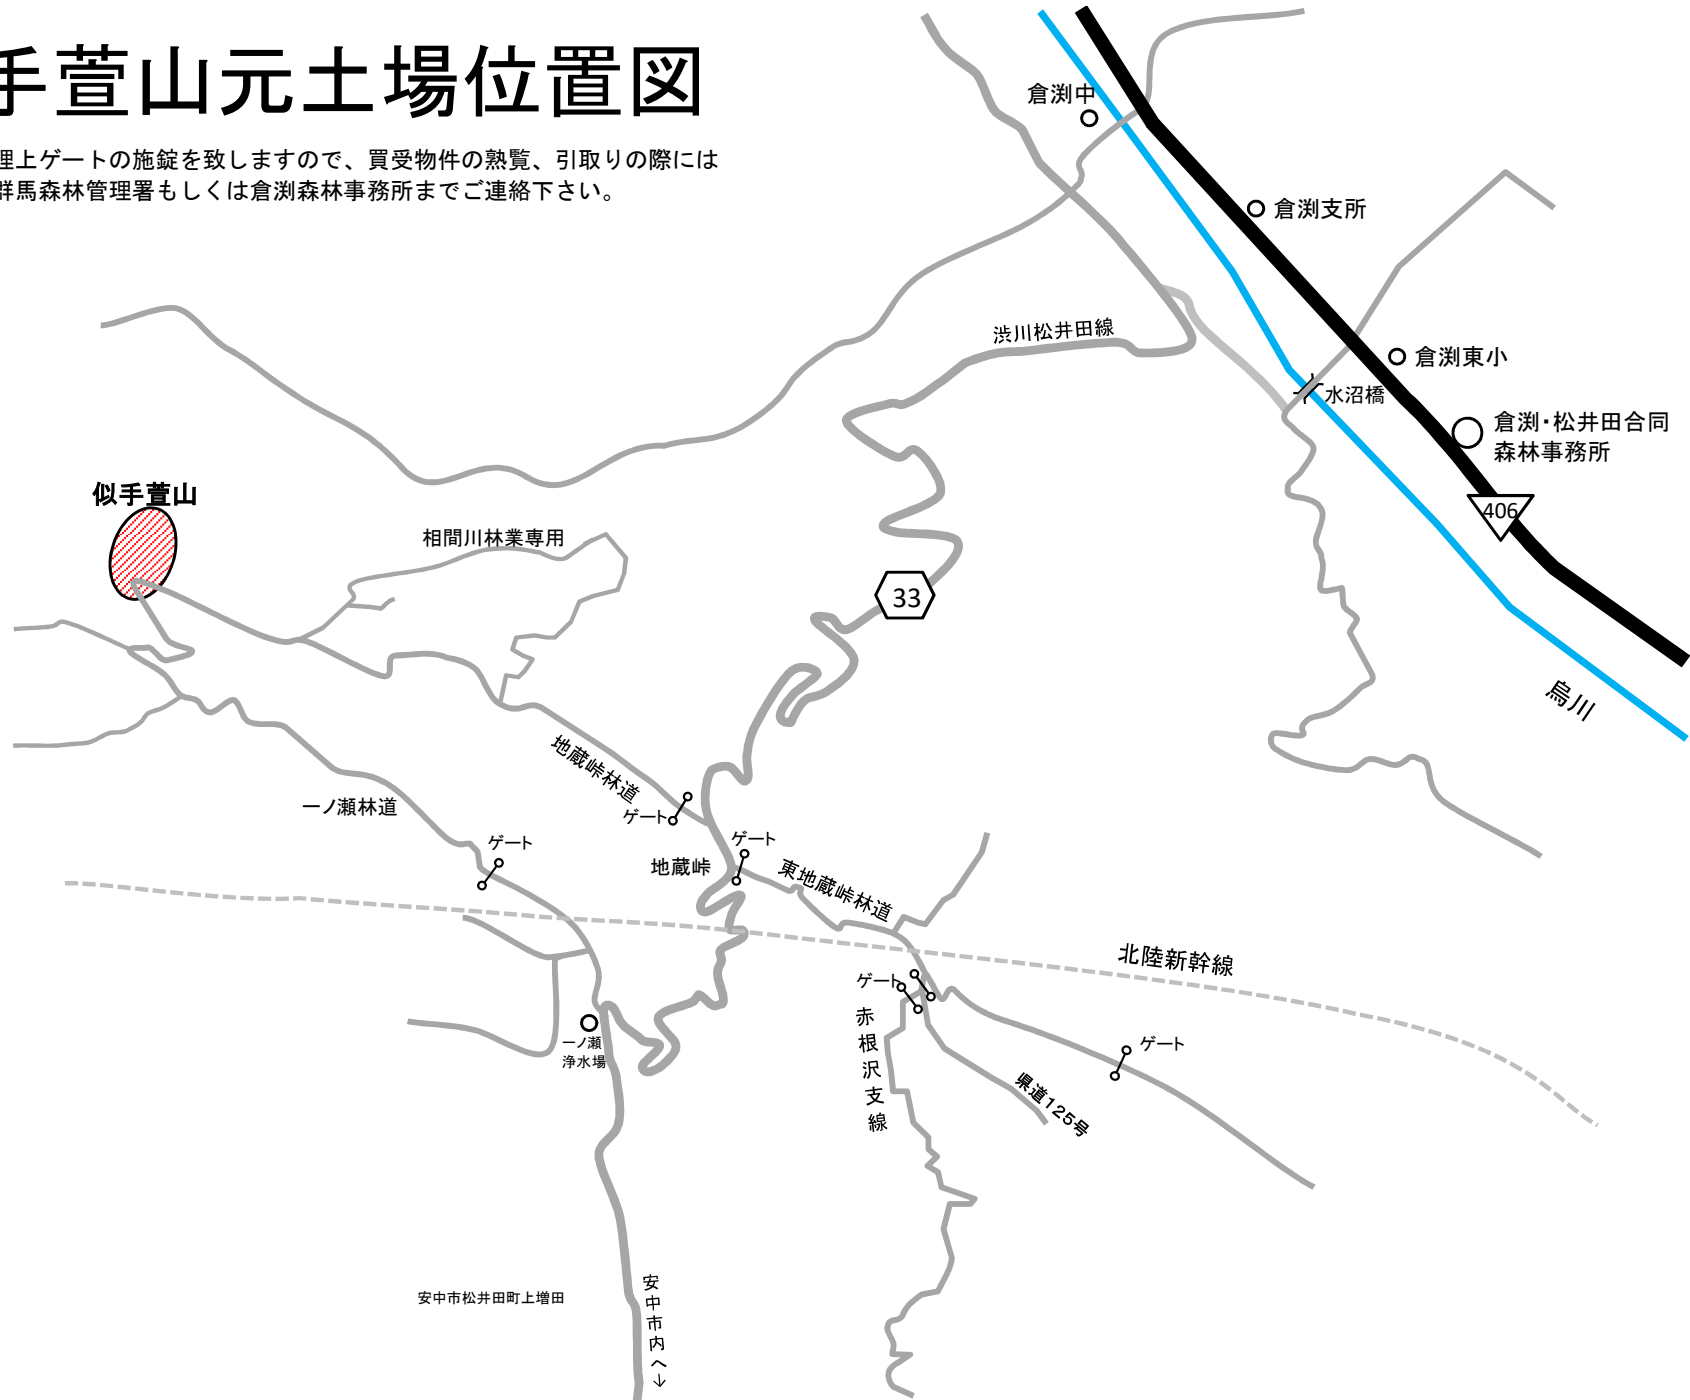 手萱山元土場位置図
理上ゲートの施錠を致しますので、買受物件の熟覧、引取りの際には
群馬森林管理署もしくは倉渕森林事務所までご連絡下さい。
倉渕中
倉渕支所
渋川松井田線
倉渕東小
水沼橋
倉渕・松井田合同
森林事務所
406
似手萱山
相間川林業専用
33
烏川
地蔵峠林道
一ノ瀬林道
ゲート
ゲート
ゲート
地蔵峠
東地蔵峠林道
北陸新幹線
ゲート
赤根沢支線
一ノ瀬
浄水場
ゲート
県道125号
安中市松井田町上増田
安中市内へ↓